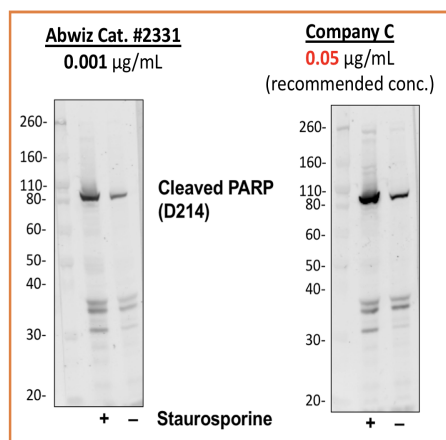 Abwiz Cat. #2331
0.001 µg/mL
Company C
0.05 µg/mL
(recommended conc.)
260-
160-
110-
80-
60-
50-
40-
30-
20-
Cleaved PARP
(D214)
260-
160-
110-
80-
60-
50-
40-
30-
20-
+ –
Staurosporine
+ –